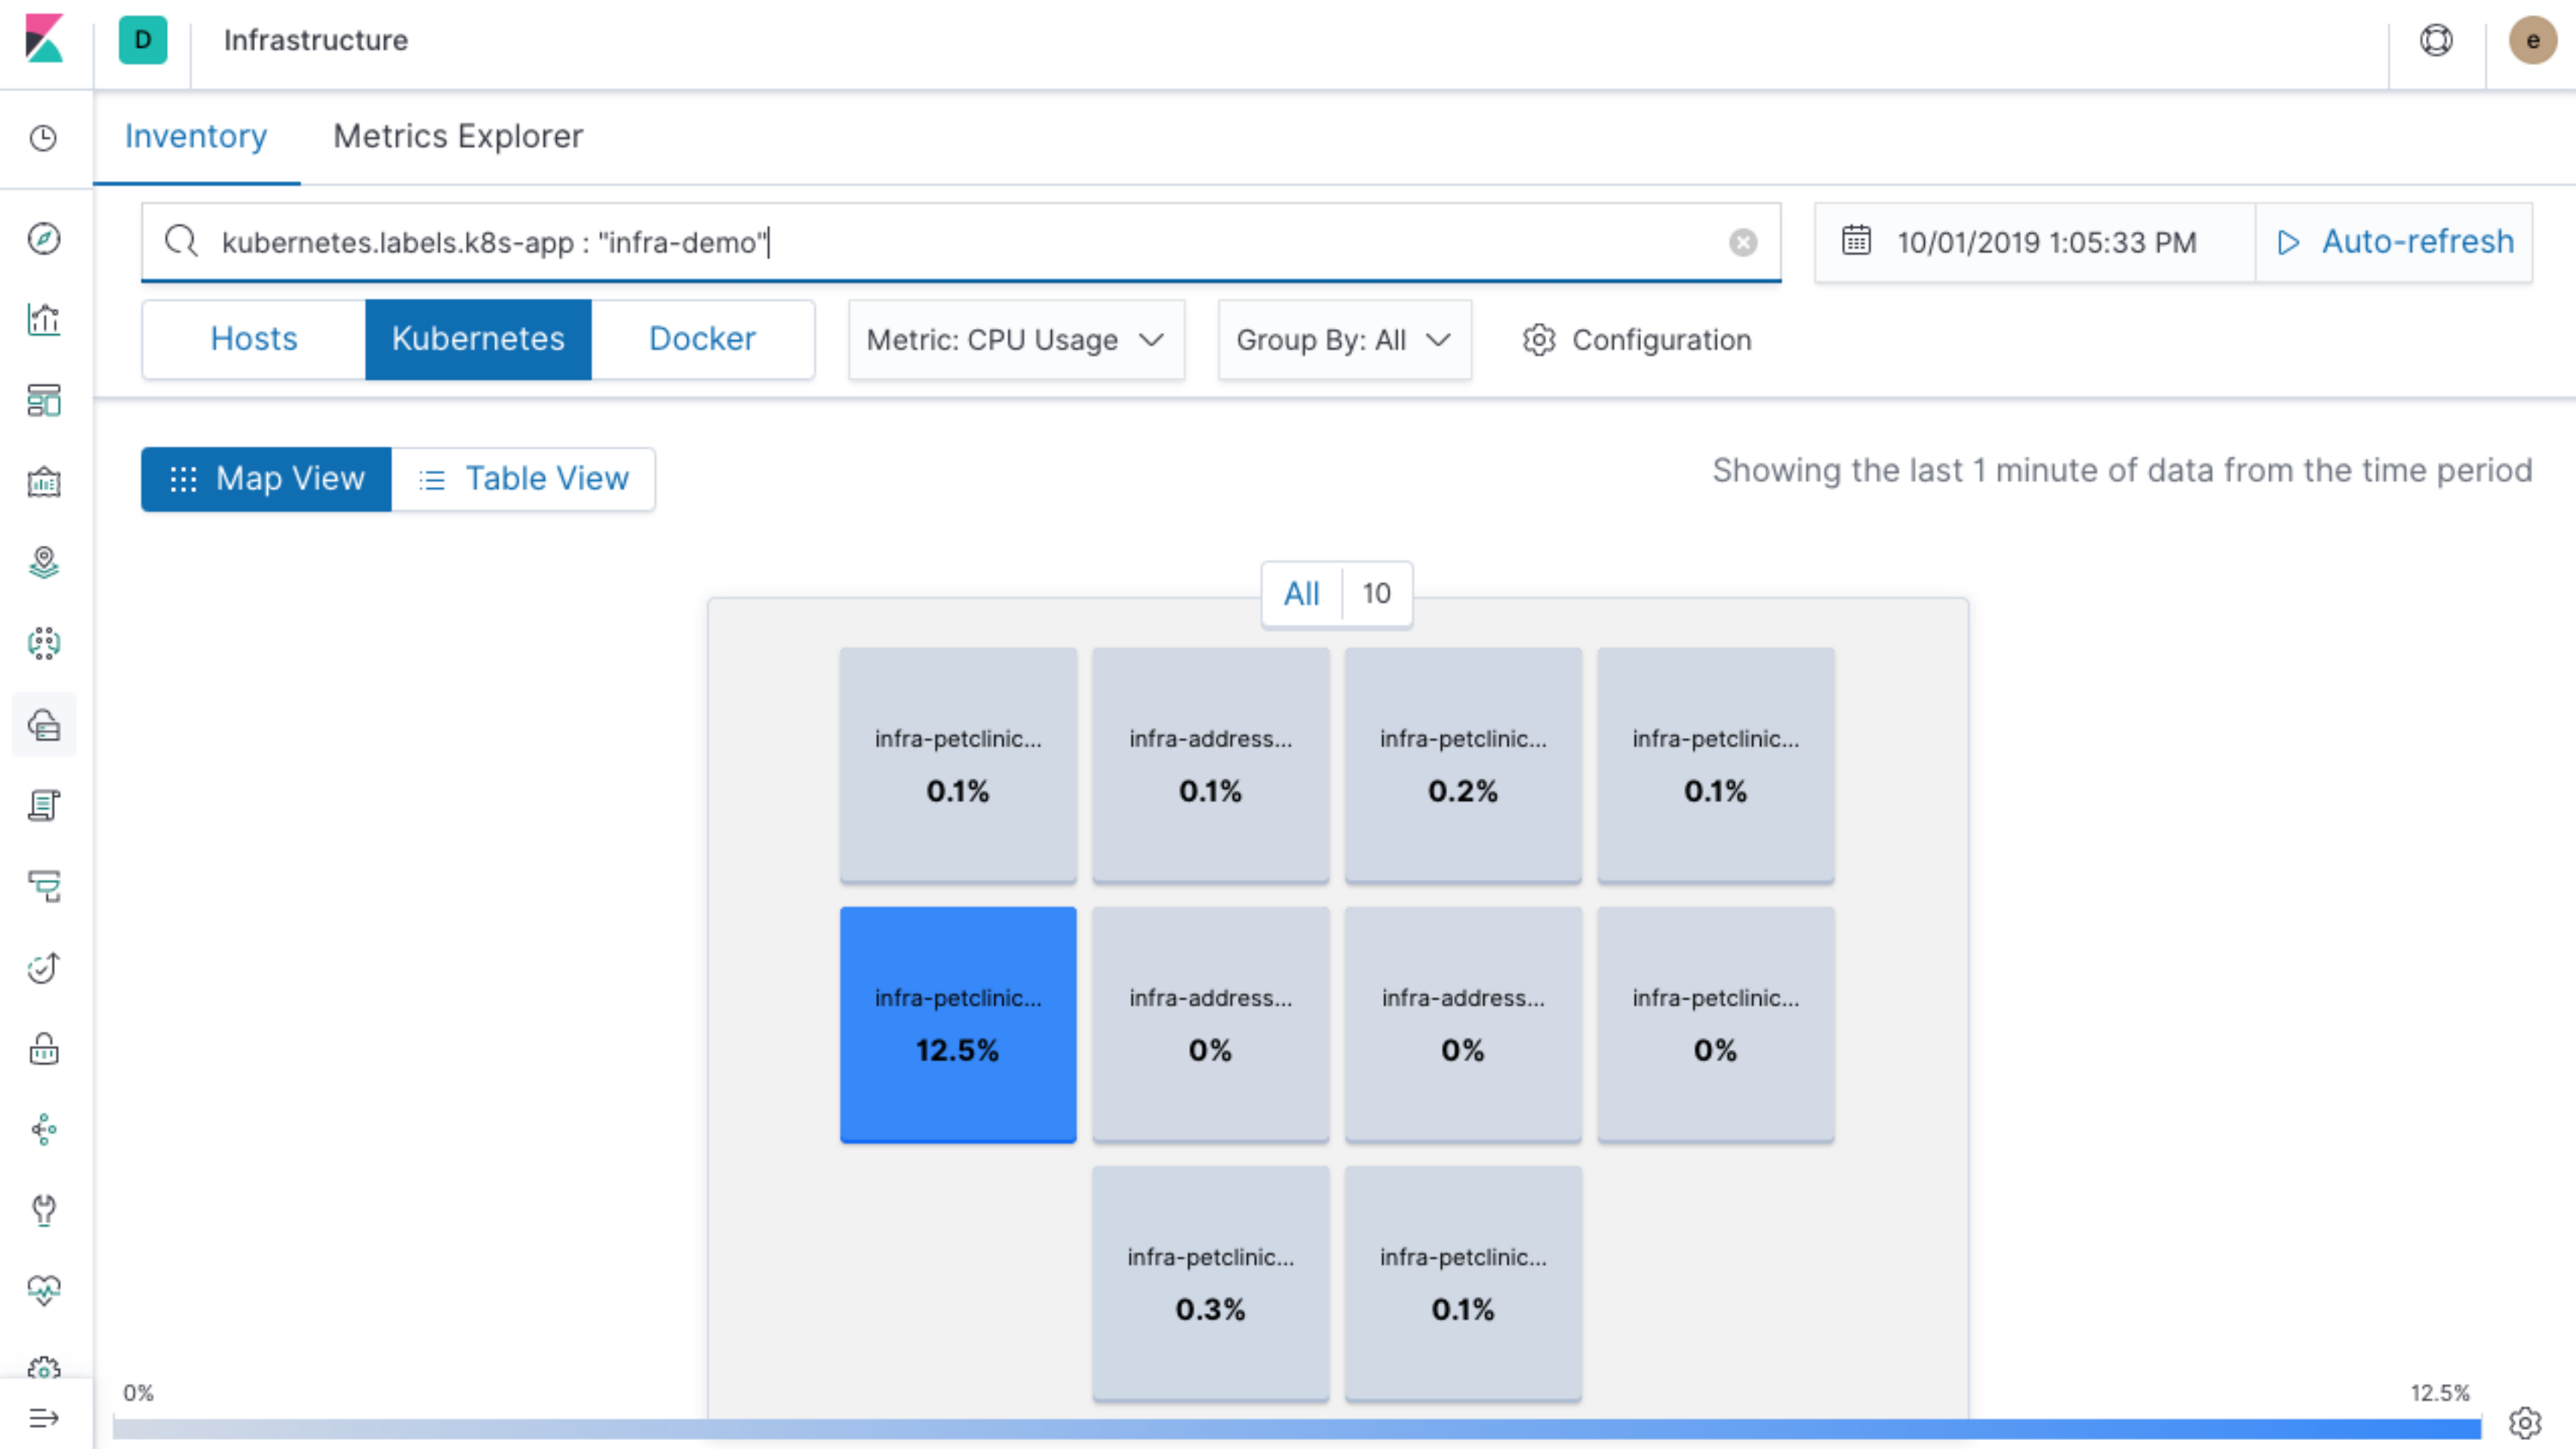 D Infrastructure e
Inventory Metrics Explorer
kubernetes.labels.k8s-app : "infra-demo" 10/01/2019 1:05:33 PM Auto-refresh
Hosts Kubernetes Docker Metric: CPU Usage Group By: All Configuration
Map View Table View Showing the last 1 minute of data from the time period
All 10
infra-petclinic... infra-address... infra-petclinic... infra-petclinic...
0.1% 0.1% 0.2% 0.1%
infra-petclinic... infra-address... infra-address... infra-petclinic...
12.5% 0% 0% 0%
infra-petclinic... infra-petclinic...
0.3% 0.1%
0% 12.5%